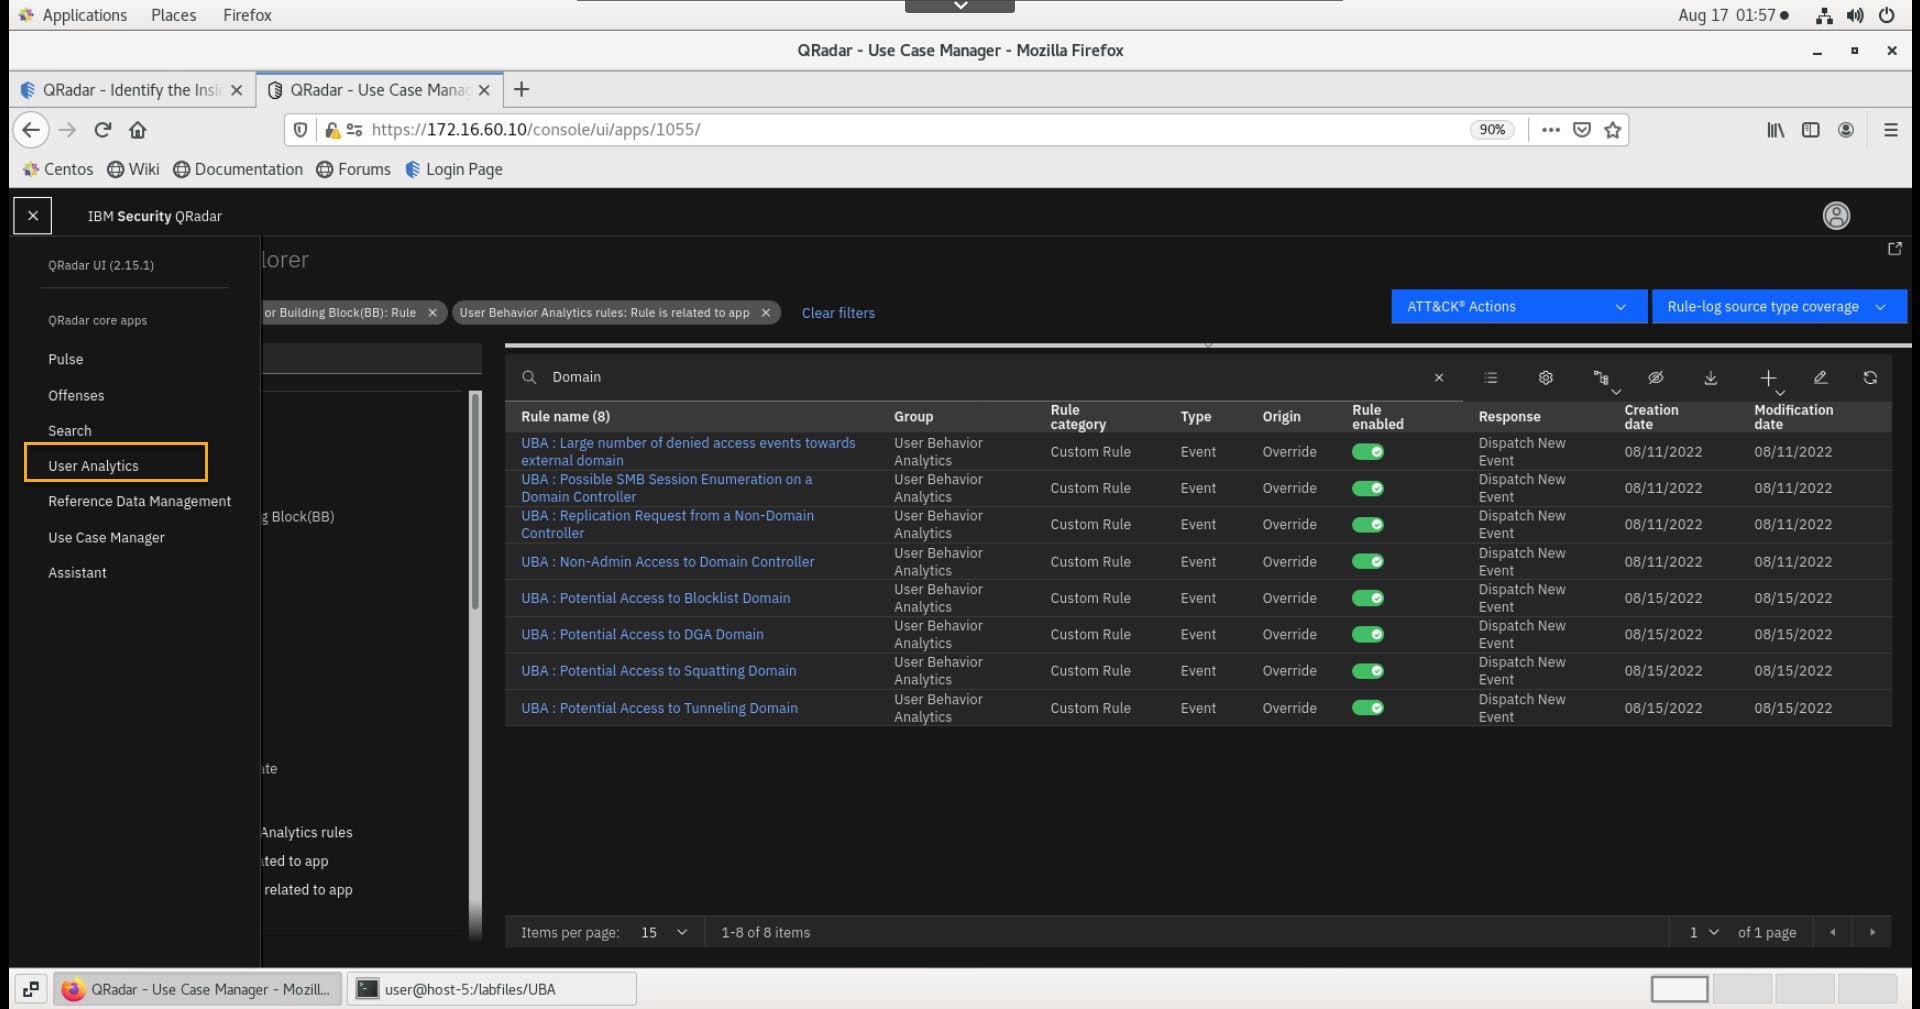 Applications Places Firefox Aug 17 01:57
QRadar - Use Case Manager - Mozilla Firefox
QRadar - Identify the Insi QRadar - Use Case Manag
https://172.16.60.10/console/ui/apps/1055/ 90%
Centos Wiki Documentation Forums Login Page
IBM Security QRadar
QRadar UI (2.15.1)
QRadar core apps
Pulse
Offenses
Search
User Analytics
Reference Data Management
Use Case Manager
Assistant
lorer
or Building Block(BB): Rule User Behavior Analytics rules: Rule is related to app Clear filters
ATT&CK® Actions Rule-log source type coverage
g Block(BB)
ate
Analytics rules
ated to app
related to app
Domain
Rule name (8) Group Rule category Type Origin Rule enabled Response Creation date Modification date
UBA : Large number of denied access events towards external domain User Behavior Analytics Custom Rule Event Override Dispatch New Event 08/11/2022 08/11/2022
UBA : Possible SMB Session Enumeration on a Domain Controller User Behavior Analytics Custom Rule Event Override Dispatch New Event 08/11/2022 08/11/2022
UBA : Replication Request from a Non-Domain Controller User Behavior Analytics Custom Rule Event Override Dispatch New Event 08/11/2022 08/11/2022
UBA : Non-Admin Access to Domain Controller User Behavior Analytics Custom Rule Event Override Dispatch New Event 08/11/2022 08/11/2022
UBA : Potential Access to Blocklist Domain User Behavior Analytics Custom Rule Event Override Dispatch New Event 08/15/2022 08/15/2022
UBA : Potential Access to DGA Domain User Behavior Analytics Custom Rule Event Override Dispatch New Event 08/15/2022 08/15/2022
UBA : Potential Access to Squatting Domain User Behavior Analytics Custom Rule Event Override Dispatch New Event 08/15/2022 08/15/2022
UBA : Potential Access to Tunneling Domain User Behavior Analytics Custom Rule Event Override Dispatch New Event 08/15/2022 08/15/2022
Items per page: 15 1-8 of 8 items 1 of 1 page
QRadar - Use Case Manager - Mozill... user@host-5:/labfiles/UBA